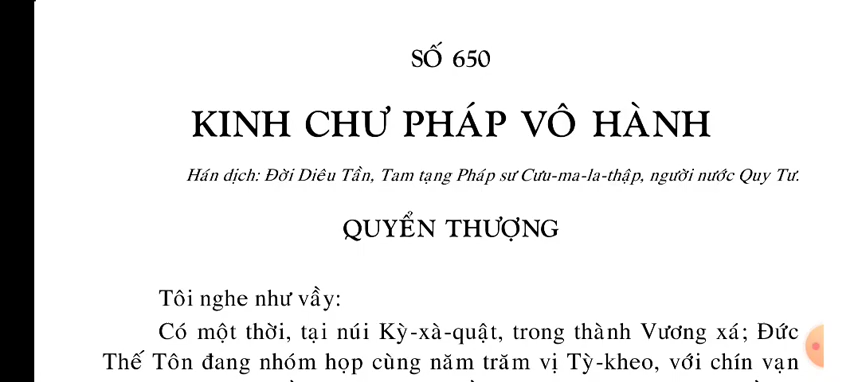 SỐ 650
KINH CHƯ PHÁP VÔ HÀNH
Hán dịch: Đời Diêu Tần, Tam tạng Pháp sư Cưu-ma-la-thập, người nước Quy Tư.
QUYỂN THƯỢNG
Tôi nghe như vầy:
Có một thời, tại núi Kỳ-xà-quật, trong thành Vương xá; Đức
Thế Tôn đang nhóm họp cùng năm trăm vị Tỳ-kheo, với chín vạn